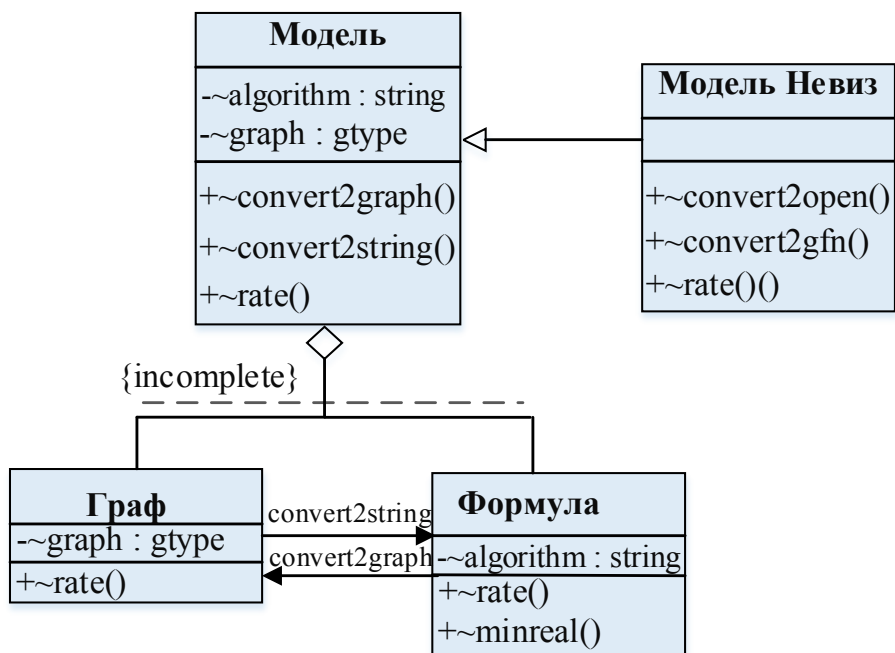 Модель
-~algorithm : string
-~graph : gtype
+~convert2graph()
+~convert2string()
+~rate()
Модель Невиз
+~convert2open()
+~convert2gfn()
+~rate()()
{incomplete}
Граф
-~graph : gtype
+~rate()
convert2string
convert2graph
Формула
-~algorithm : string
+~rate()
+~minreal()